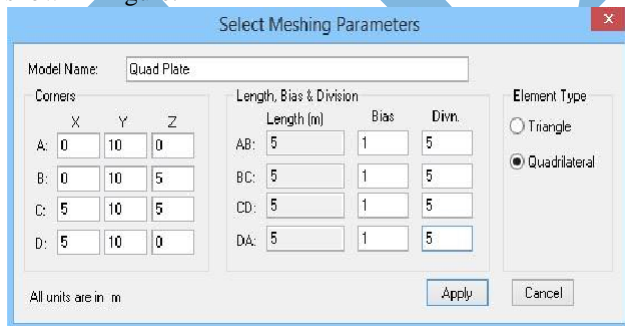 Select Meshing Parameters
x
Model Name: Quad Plate
Corners
Length, Bias & Division
Element Type
X Y Z
Length (m) Bias Divn.
A: 0 10 0
AB: 5 1 5
Triangle
B: 0 10 5
BC: 5 1 5
Quadrilateral
C: 5 10 5
CD: 5 1 5
D: 5 10 0
DA: 5 1 5
All units are in m
Apply
Cancel